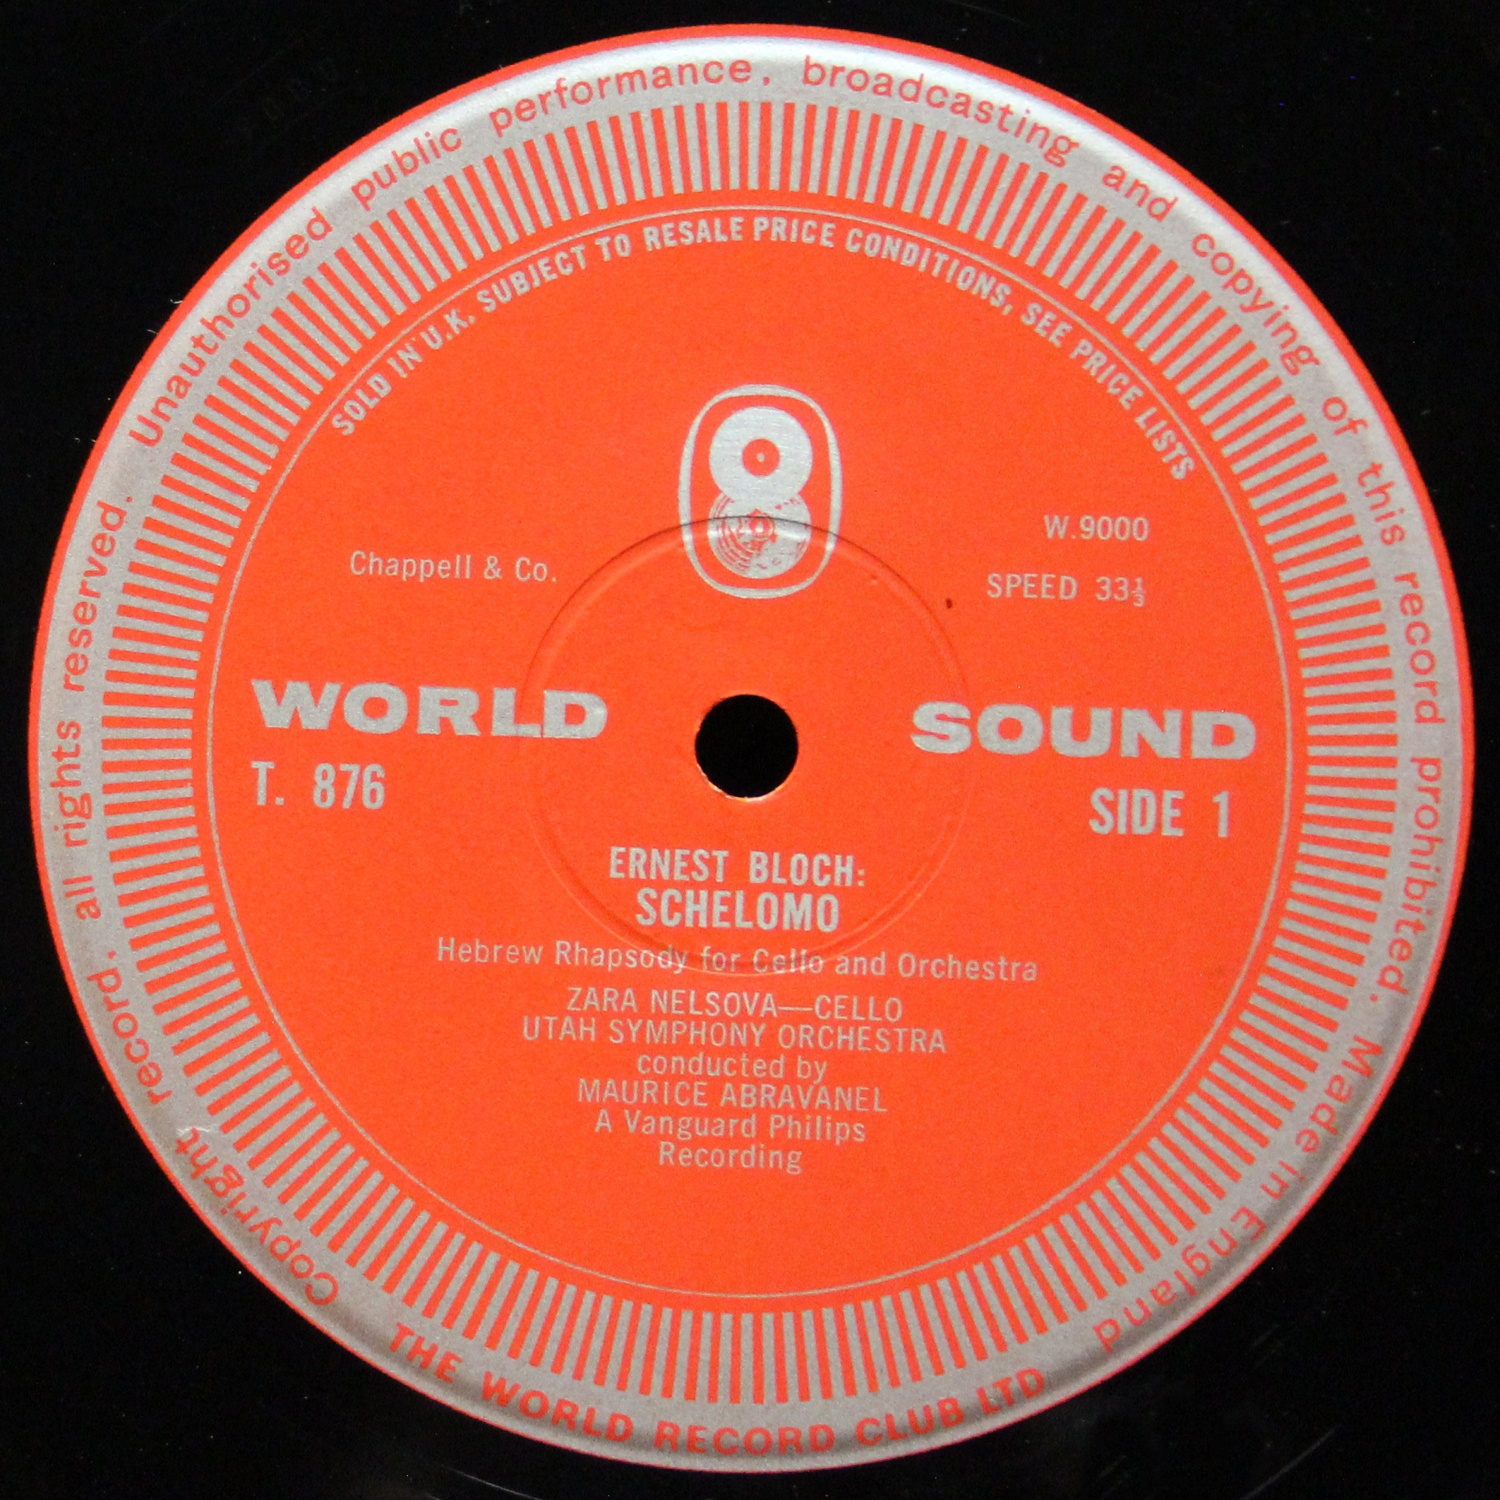 Copyright record, all rights reserved. Unauthorised public performance, broadcasting and copying of this record prohibited. Made in England
SOLD IN U.K. SUBJECT TO RESALE PRICE CONDITIONS, SEE PRICE LISTS
W.9000
Chappell & Co.
SPEED 33⅓
WORLD SOUND
T. 876
SIDE 1
ERNEST BLOCH:
SCHELOMO
Hebrew Rhapsody for Cello and Orchestra
ZARA NELSOVA—CELLO
UTAH SYMPHONY ORCHESTRA
conducted by
MAURICE ABRAVANEL
A Vanguard Philips
Recording
THE WORLD RECORD CLUB LTD